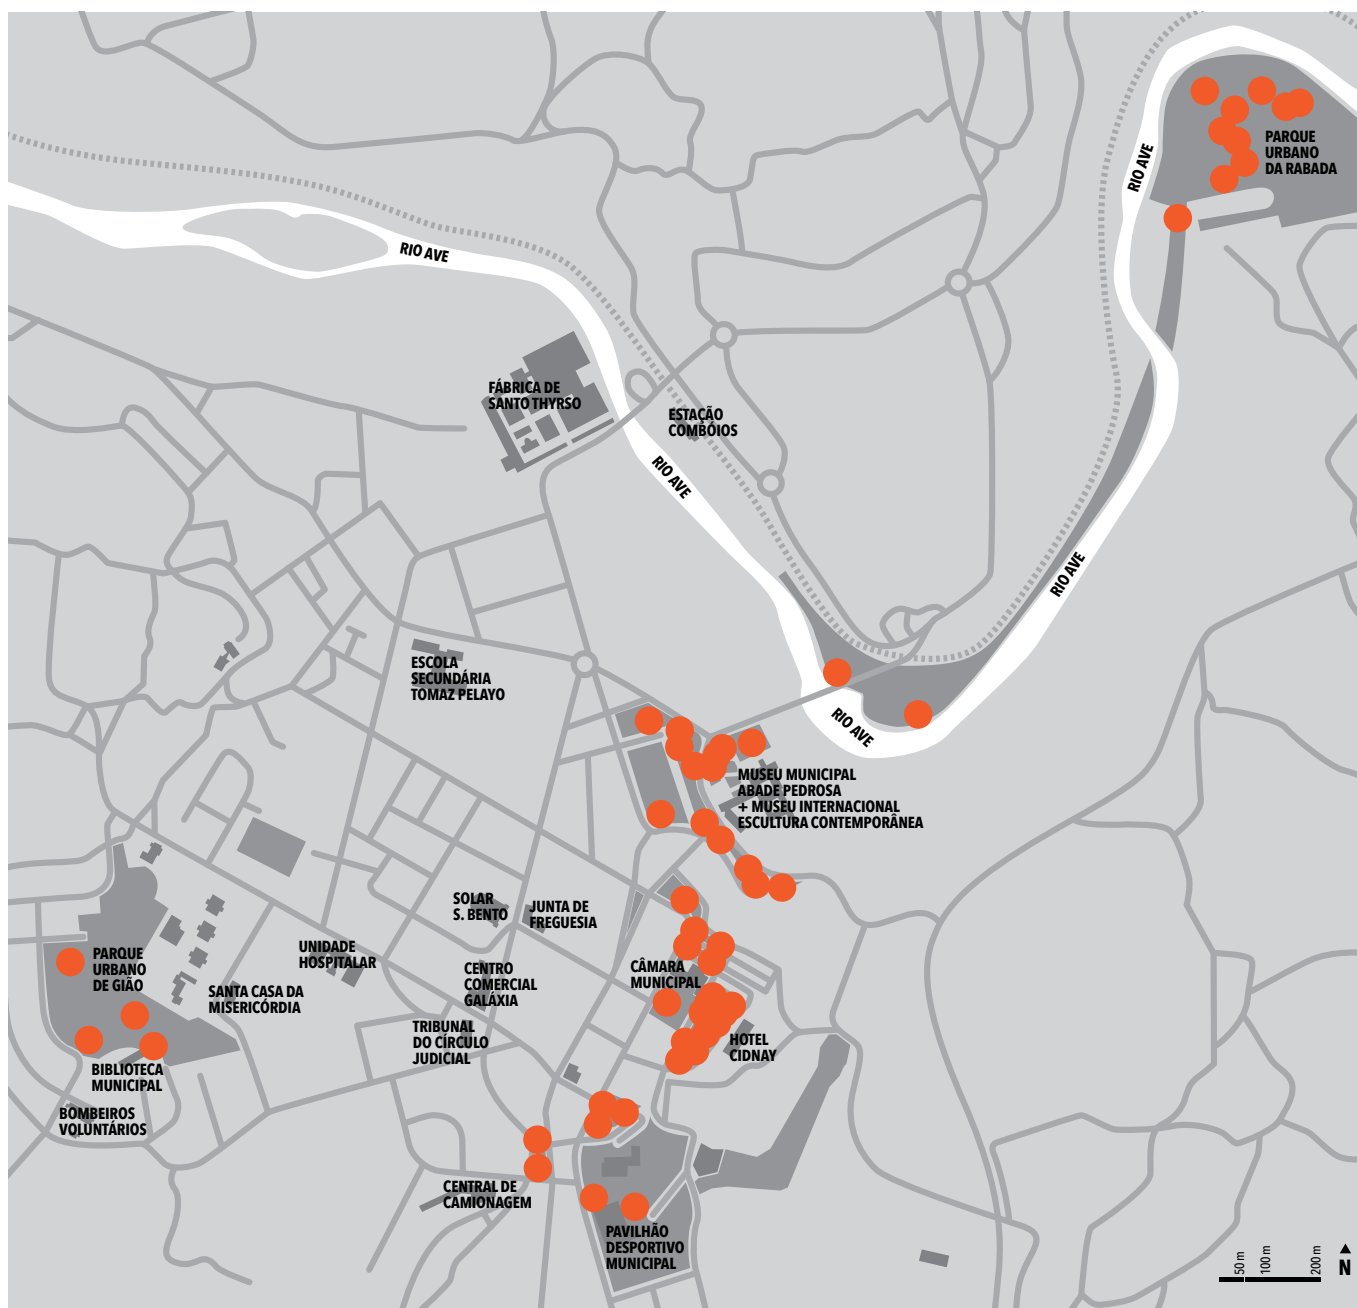 PARQUE
URBANO
DA RABADA
RIO AVE
RIO AVE
FÁBRICA DE
SANTO THYRSO
ESTAÇÃO
COMBÓIOS
RIO AVE
RIO AVE
ESCOLA
SECUNDÁRIA
TOMAZ PELAYO
RIO AVE
MUSEU MUNICIPAL
ABADE PEDROSA
+ MUSEU INTERNACIONAL
ESCULTURA CONTEMPORÂNEA
SOLAR
S. BENTO
JUNTA DE
FREGUESIA
PARQUE
URBANO
DE GIÃO
UNIDADE
HOSPITALAR
SANTA CASA DA
MISERICÓRDIA
CENTRO
COMERCIAL
GALÁXIA
CÂMARA
MUNICIPAL
TRIBUNAL
DO CÍRCULO
JUDICIAL
HOTEL
CIDNAY
BIBLIOTECA
MUNICIPAL
BOMBEIROS
VOLUNTÁRIOS
CENTRAL DE
CAMIONAGEM
PAVILHÃO
DESPORTIVO
MUNICIPAL
50 m
100 m
200 m
N